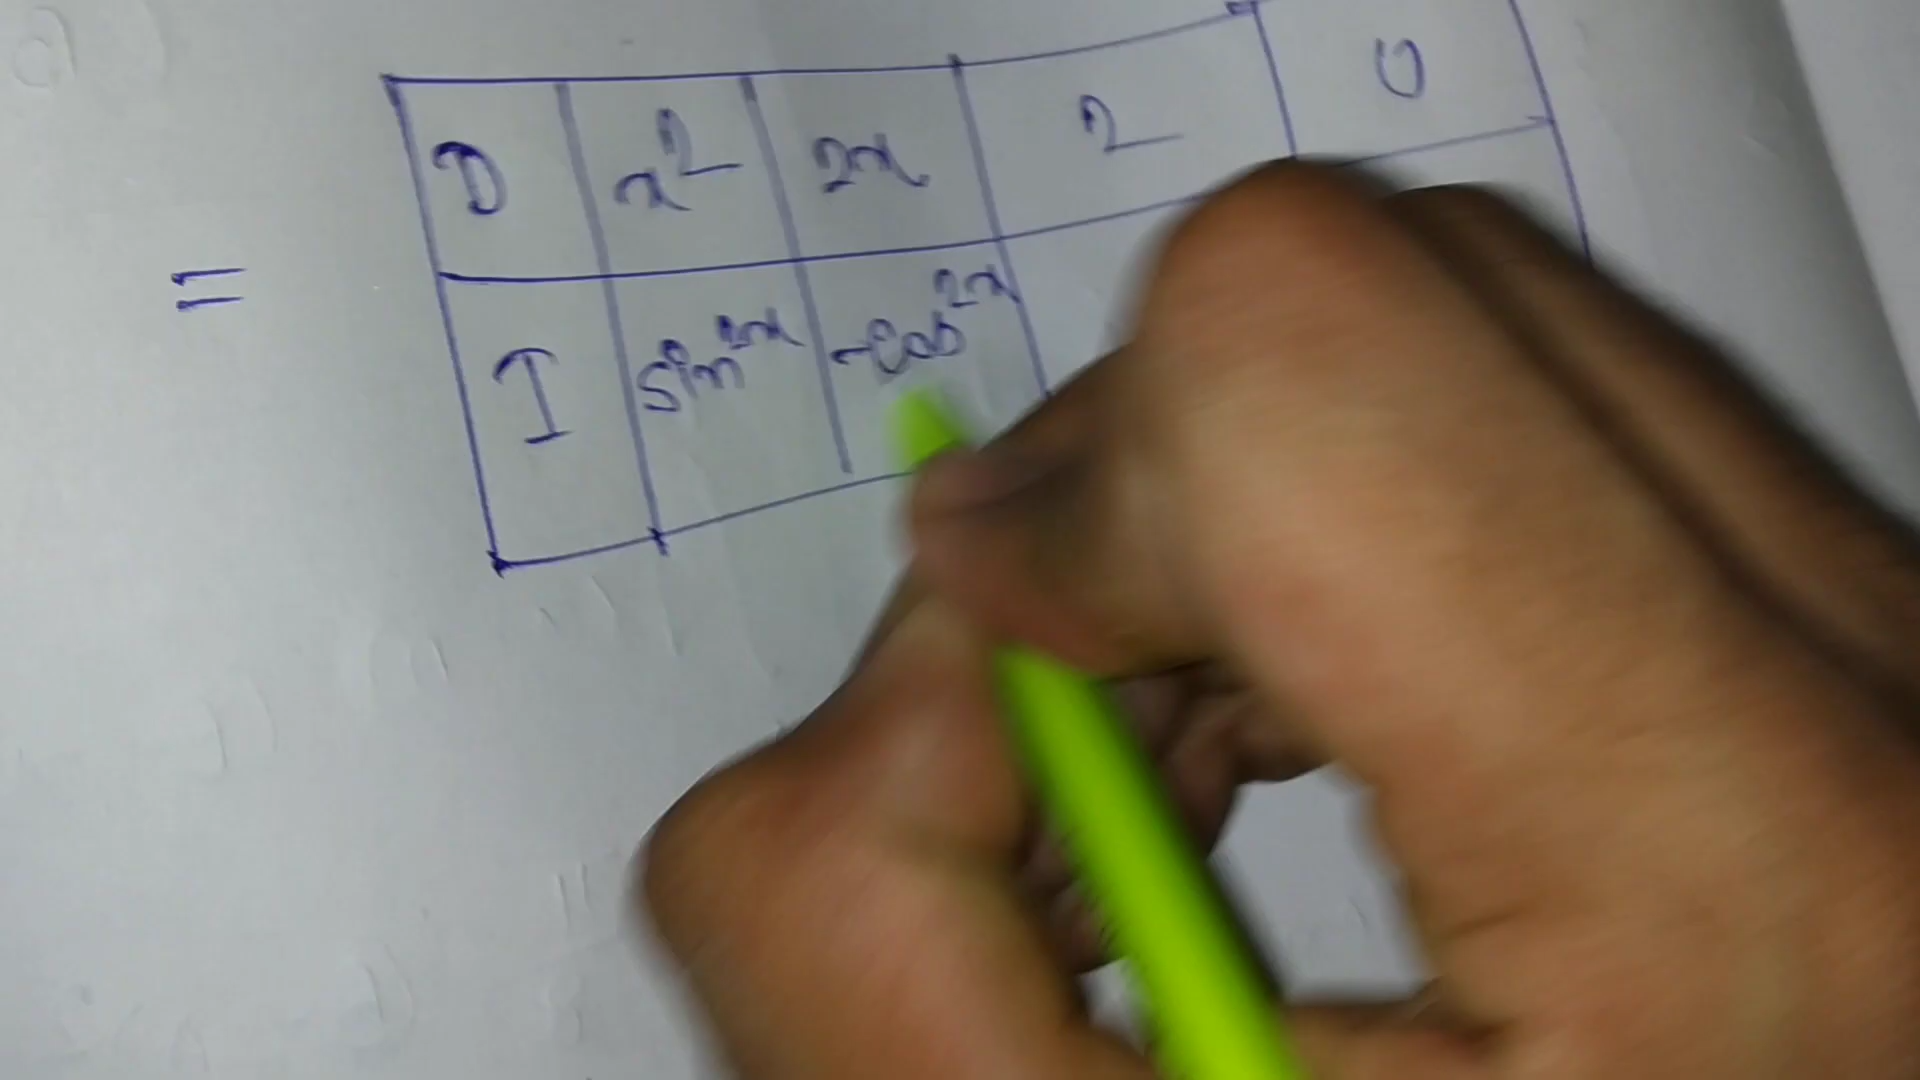 D x² 2x 2 0
= I sin2x -cos2x